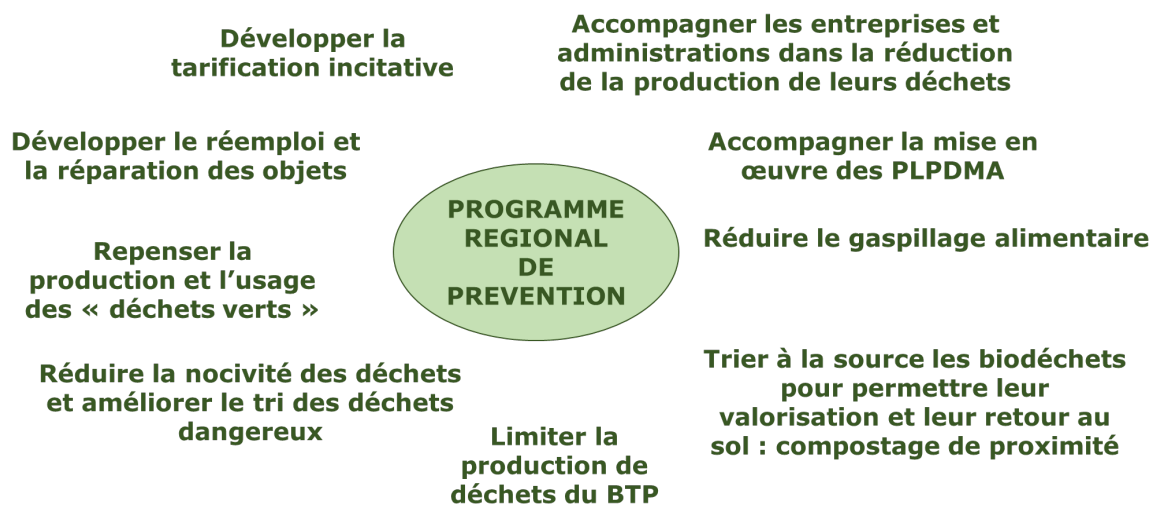 Développer la
tarification incitative
Accompagner les entreprises et
administrations dans la réduction
de la production de leurs déchets
Développer le réemploi et
la réparation des objets
Accompagner la mise en
œuvre des PLPDMA
PROGRAMME
REGIONAL
DE
PREVENTION
Réduire le gaspillage alimentaire
Repenser la
production et l’usage
des « déchets verts »
Réduire la nocivité des déchets
et améliorer le tri des déchets
dangereux
Trier à la source les biodéchets
pour permettre leur
valorisation et leur retour au
sol : compostage de proximité
Limiter la
production de
déchets du BTP